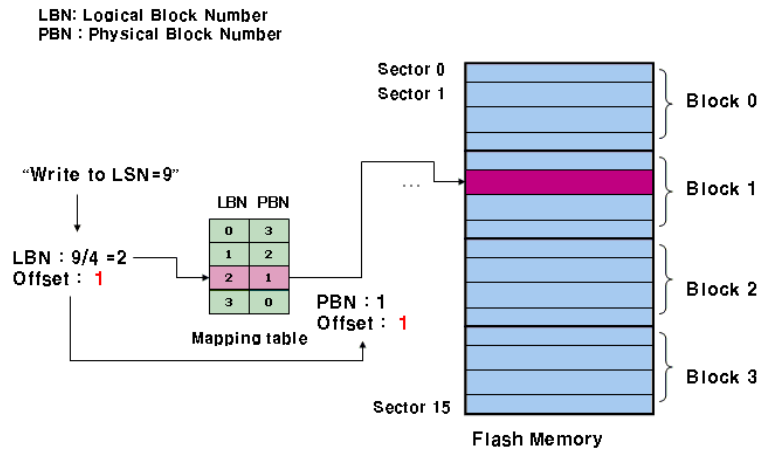 LBN: Logical Block Number
PBN : Physical Block Number
Sector 0
Sector 1
Block 0
"Write to LSN=9"
...
Block 1
LBN PBN
0 3
1 2
2 1
3 0
LBN : 9/4 =2
Offset : 1
PBN : 1
Offset : 1
Mapping table
Block 2
Block 3
Sector 15
Flash Memory